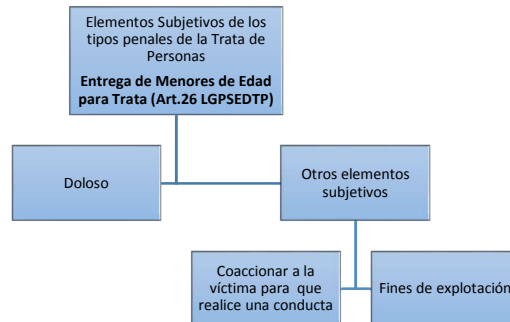 Elementos Subjetivos de los
tipos penales de la Trata de
Personas
Entrega de Menores de Edad
para Trata (Art.26 LGPSEDTP)
Doloso
Otros elementos
subjetivos
Coaccionar a la
víctima para que
realice una conducta
Fines de explotación